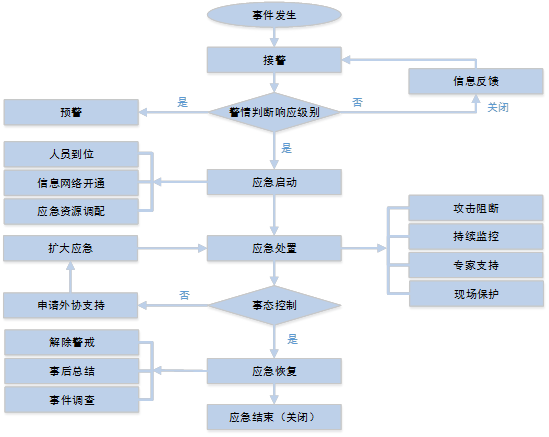 事件发生
接警
信息反馈
是
否
关闭
预警
警情判断响应级别
是
人员到位
信息网络开通
应急资源调配
应急启动
攻击阻断
持续监控
专家支持
现场保护
扩大应急
应急处置
否
申请外协支持
事态控制
是
解除警戒
事后总结
事件调查
应急恢复
应急结束（关闭）